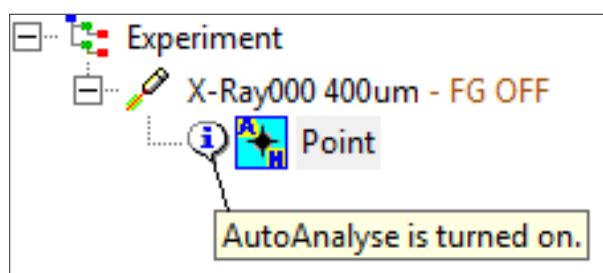 Experiment
X-Ray000 400um - FG OFF
i A H Point
AutoAnalyse is turned on.